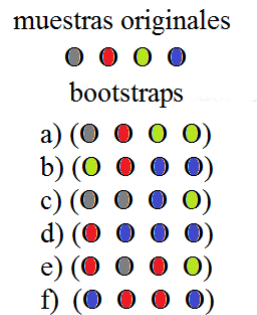 muestras originales
bootstraps
a) ( )
b) ( )
c) ( )
d) ( )
e) ( )
f) ( )